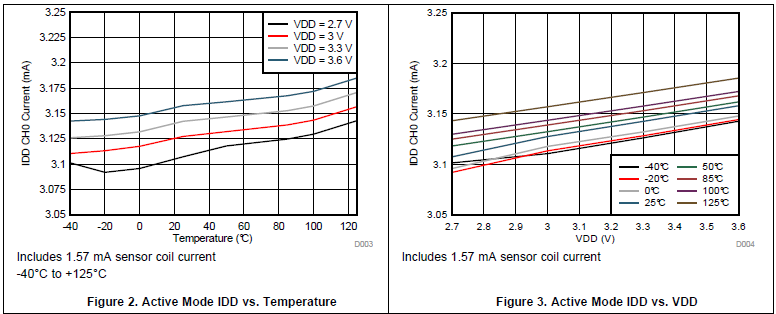 3.25
3.225
3.2
3.175
3.15
3.125
3.1
3.075
3.05
IDD CH0 Current (mA)
VDD = 2.7 V
VDD = 3 V
VDD = 3.3 V
VDD = 3.6 V
-40 -20 0 20 40 60 80 100 120
Temperature (°C)
D003
Includes 1.57 mA sensor coil current
-40°C to +125°C
Figure 2. Active Mode IDD vs. Temperature
3.25
3.2
3.15
3.1
3.05
IDD CH0 Current (mA)
-40°C 50°C
-20°C 85°C
0°C 100°C
25°C 125°C
2.7 2.8 2.9 3 3.1 3.2 3.3 3.4 3.5 3.6
VDD (V)
D004
Includes 1.57 mA sensor coil current
Figure 3. Active Mode IDD vs. VDD